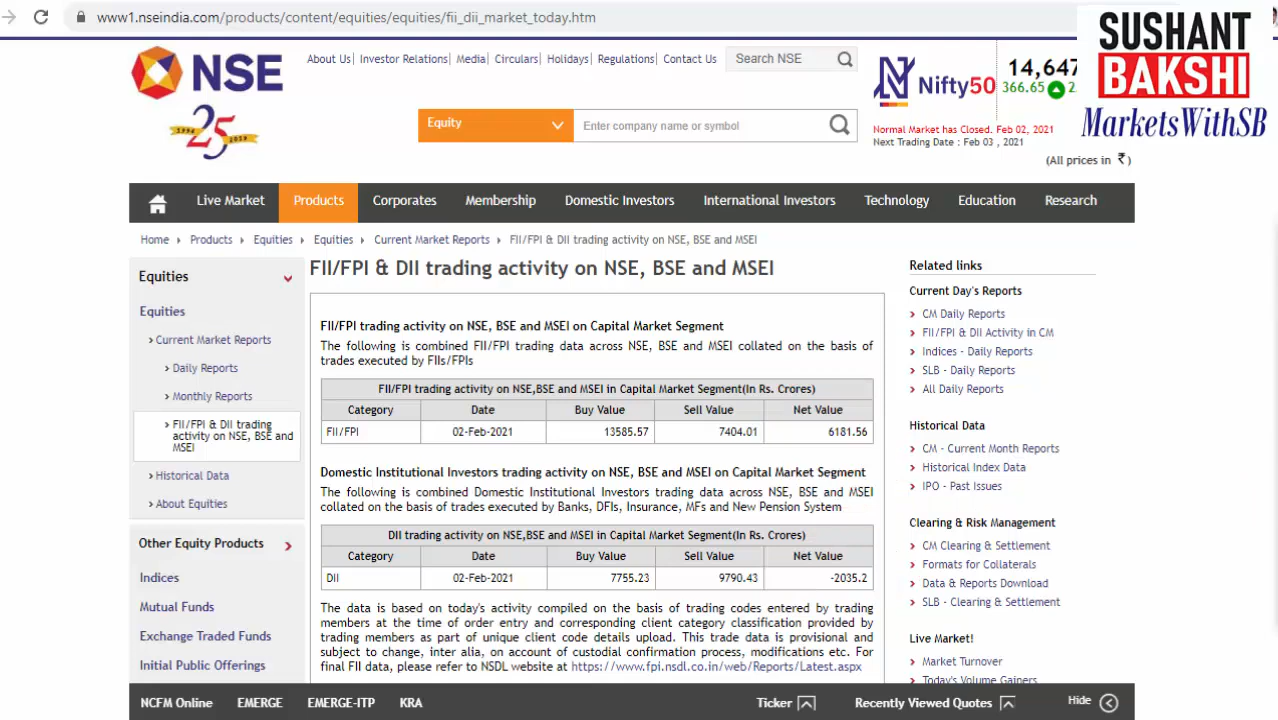 www1.nseindia.com/products/content/equities/equities/fii_dii_market_today.htm
SUSHANT
BAKSHI
MarketsWithSB
NSE
25
About Us| Investor Relations| Media| Circulars| Holidays| Regulations| Contact Us
Search NSE
Nifty50
14,647
366.65
Equity
Enter company name or symbol
Normal Market has Closed. Feb 02, 2021
Next Trading Date : Feb 03 , 2021
(All prices in ₹)
Live Market Products Corporates Membership Domestic Investors International Investors Technology Education Research
Home Products Equities Equities Current Market Reports FII/FPI & DII trading activity on NSE, BSE and MSEI
Equities
Equities
Current Market Reports
Daily Reports
Monthly Reports
FII/FPI & DII trading
activity on NSE, BSE and
MSEI
Historical Data
About Equities
Other Equity Products
Indices
Mutual Funds
Exchange Traded Funds
Initial Public Offerings
FII/FPI & DII trading activity on NSE, BSE and MSEI
FII/FPI trading activity on NSE, BSE and MSEI on Capital Market Segment
The following is combined FII/FPI trading data across NSE, BSE and MSEI collated on the basis of
trades executed by FIIs/FPIs
FII/FPI trading activity on NSE,BSE and MSEI in Capital Market Segment(In Rs. Crores)
Category Date Buy Value Sell Value Net Value
FII/FPI 02-Feb-2021 13585.57 7404.01 6181.56
Domestic Institutional Investors trading activity on NSE, BSE and MSEI on Capital Market Segment
The following is combined Domestic Institutional Investors trading data across NSE, BSE and MSEI
collated on the basis of trades executed by Banks, DFIs, Insurance, MFs and New Pension System
DII trading activity on NSE,BSE and MSEI in Capital Market Segment(In Rs. Crores)
Category Date Buy Value Sell Value Net Value
DII 02-Feb-2021 7755.23 9790.43 -2035.2
The data is based on today's activity compiled on the basis of trading codes entered by trading
members at the time of order entry and corresponding client category classification provided by
trading members as part of unique client code details upload. This trade data is provisional and
subject to change, inter alia, on account of custodial confirmation process, modifications etc. For
final FII data, please refer to NSDL website at https://www.fpi.nsdl.co.in/web/Reports/Latest.aspx
Related links
Current Day's Reports
CM Daily Reports
FII/FPI & DII Activity in CM
Indices - Daily Reports
SLB - Daily Reports
All Daily Reports
Historical Data
CM - Current Month Reports
Historical Index Data
IPO - Past Issues
Clearing & Risk Management
CM Clearing & Settlement
Formats for Collaterals
Data & Reports Download
SLB - Clearing & Settlement
Live Market!
Market Turnover
Today's Volume Gainers
NCFM Online EMERGE EMERGE-ITP KRA Ticker Recently Viewed Quotes Hide